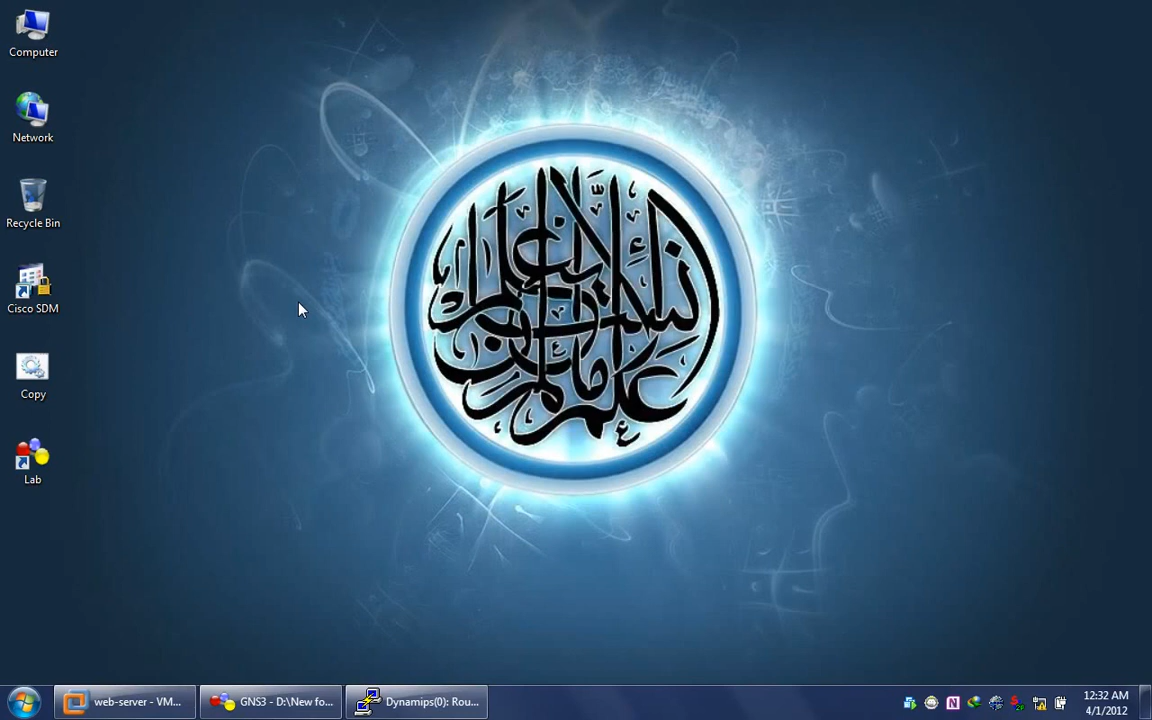 Computer
Network
Recycle Bin
Cisco SDM
Copy
Lab
علم الإنسان ما لم يعلم
web-server - VM...
GNS3 - D:\New fo...
Dynamips(0): Rou...
12:32 AM
4/1/2012